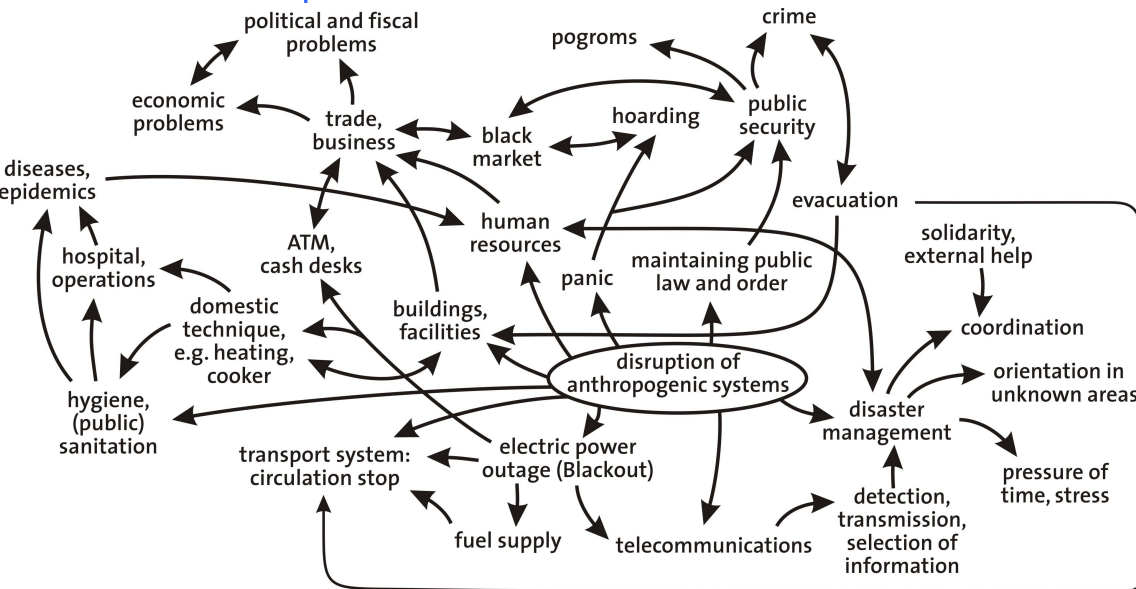 political and fiscal
problems
crime
pogroms
economic
problems
trade,
business
black
market
hoarding
public
security
diseases,
epidemics
human
resources
evacuation
hospital,
operations
ATM,
cash desks
panic
maintaining public
law and order
solidarity,
external help
domestic
technique,
e.g. heating,
cooker
buildings,
facilities
coordination
disruption of
anthropogenic systems
orientation in
unknown areas
hygiene,
(public)
sanitation
disaster
management
transport system:
circulation stop
electric power
outage (Blackout)
pressure of
time, stress
fuel supply
telecommunications
detection,
transmission,
selection of
information